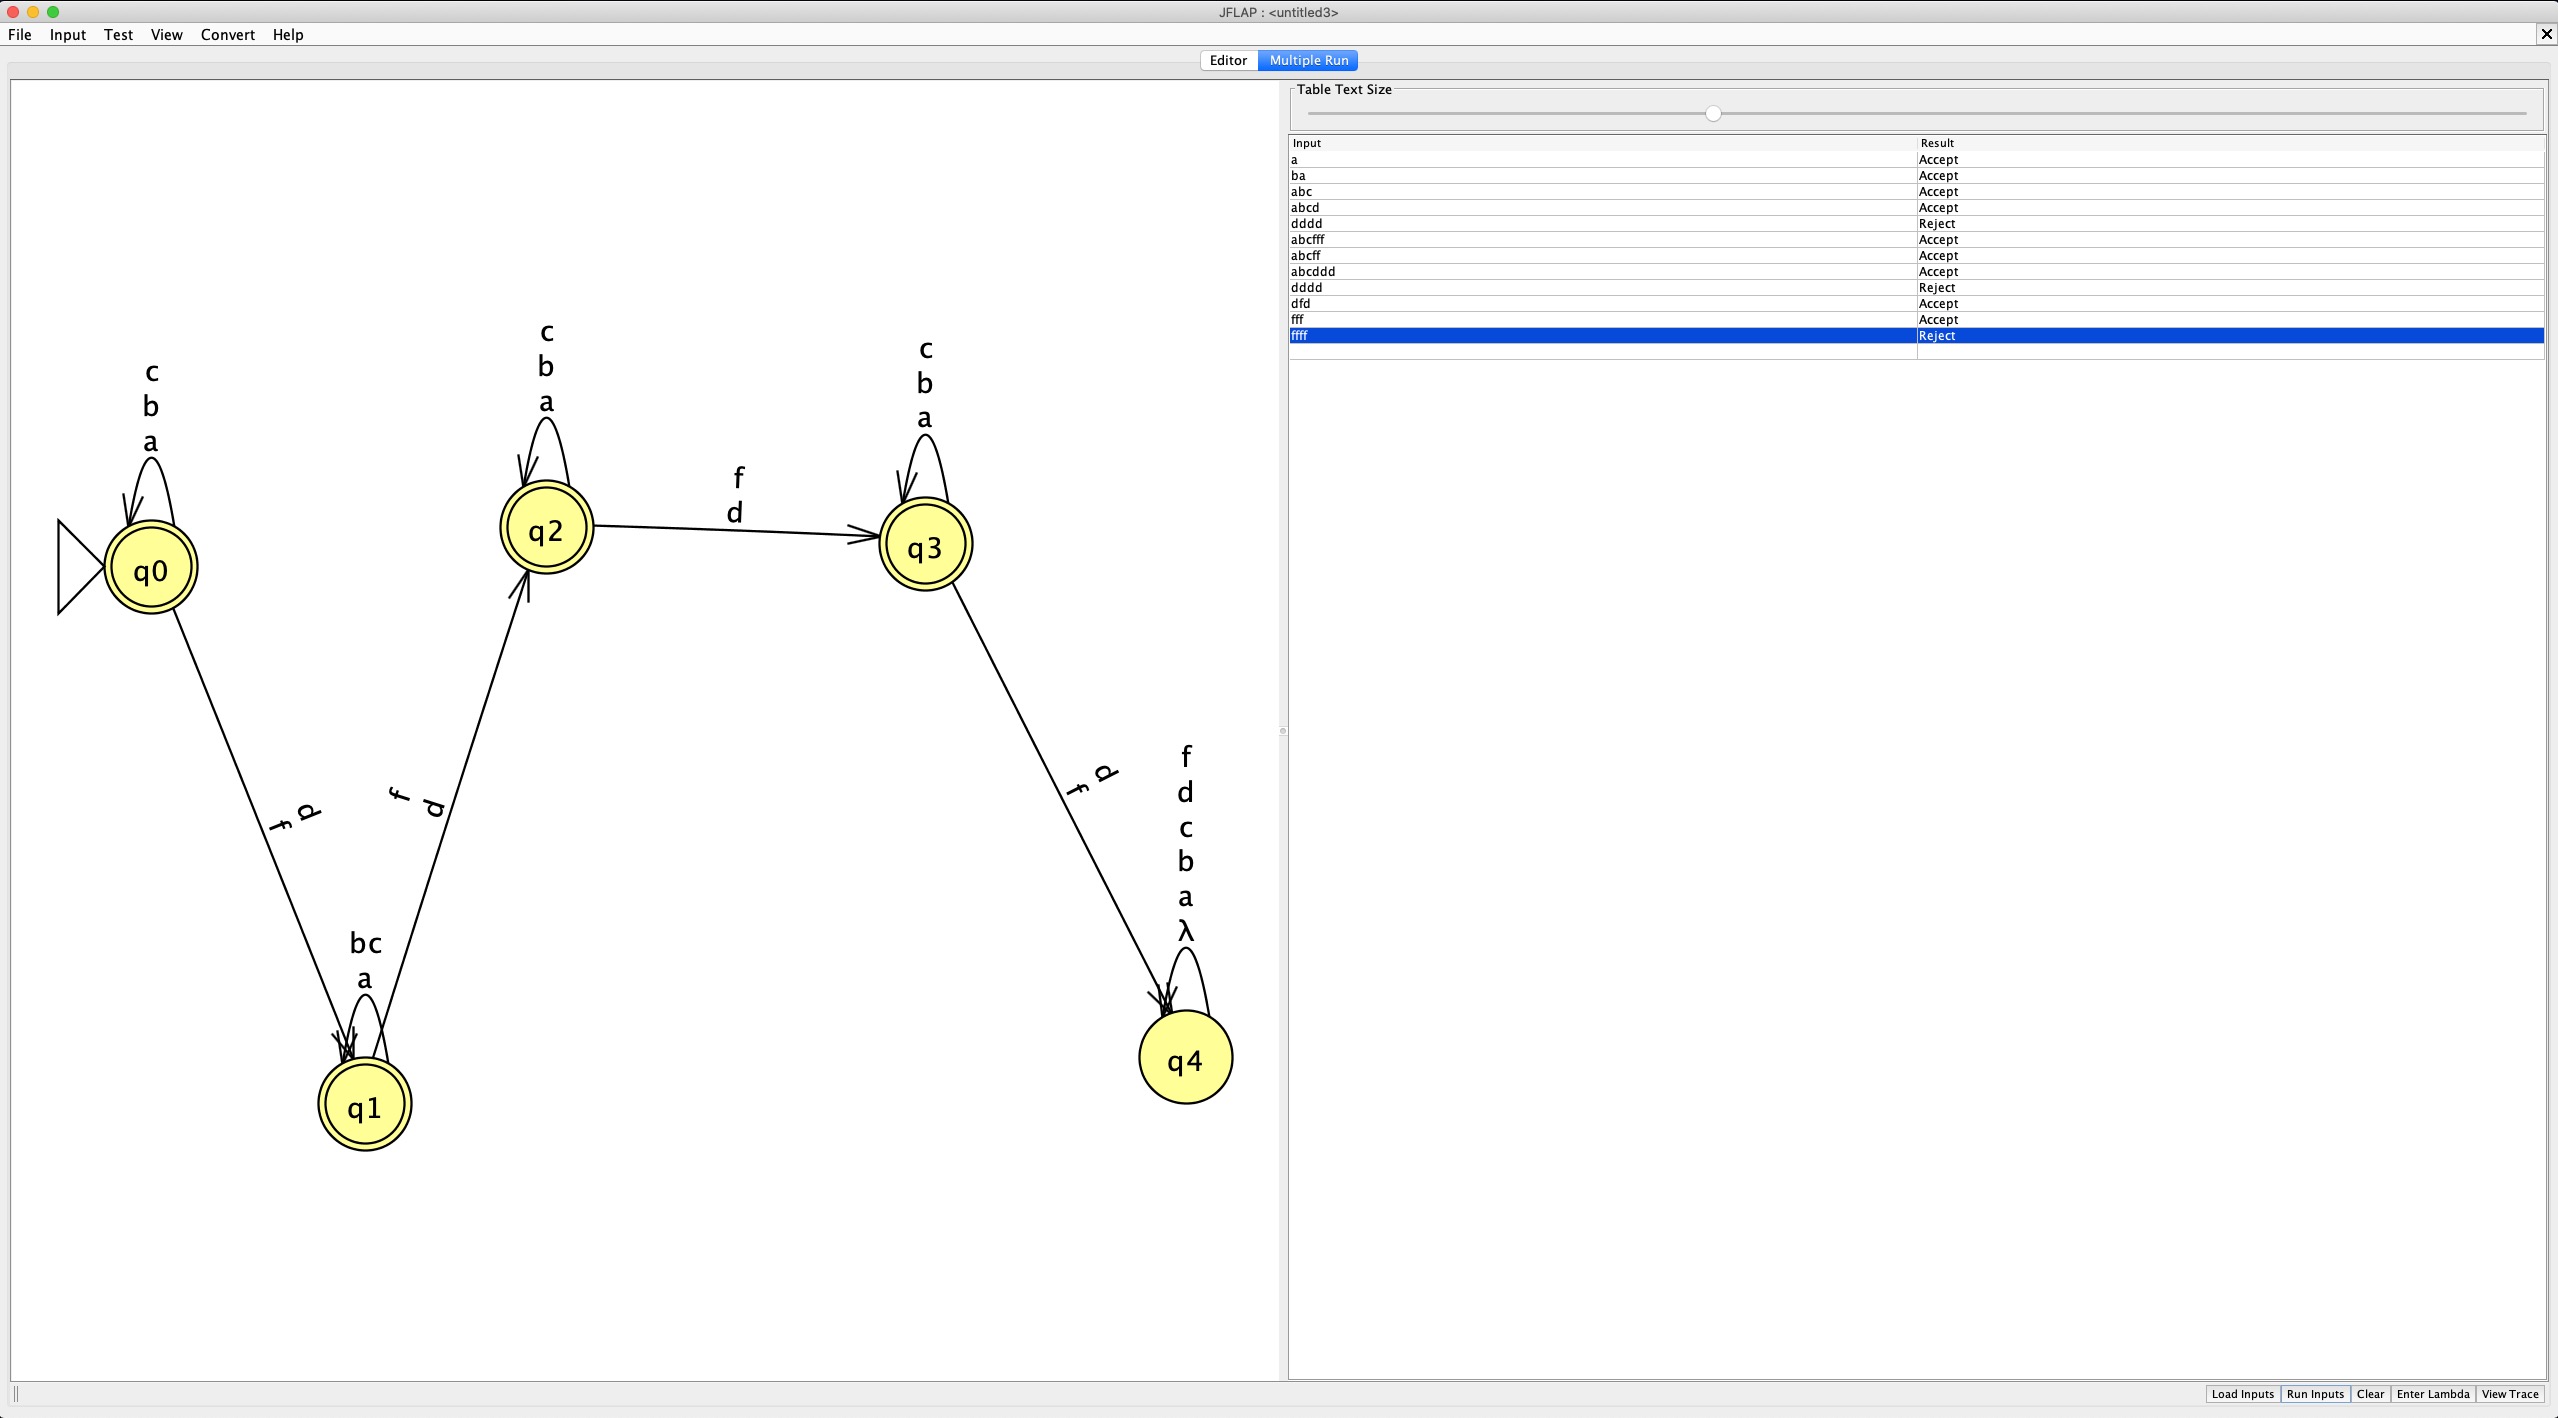 JFLAP : <untitled3>
File Input Test View Convert Help
Editor Multiple Run
Table Text Size
Input Result
a Accept
ba Accept
abc Accept
abcd Accept
dddd Reject
abcfff Accept
abcff Accept
abcddd Accept
dddd Reject
dfd Accept
fff Accept
ffff Reject
c
b
a
q0
c
b
a
q2
f
d
c
b
a
q3
d
f
f
d
bc
a
q1
d
f
f
d
c
b
a
λ
q4
Load Inputs Run Inputs Clear Enter Lambda View Trace